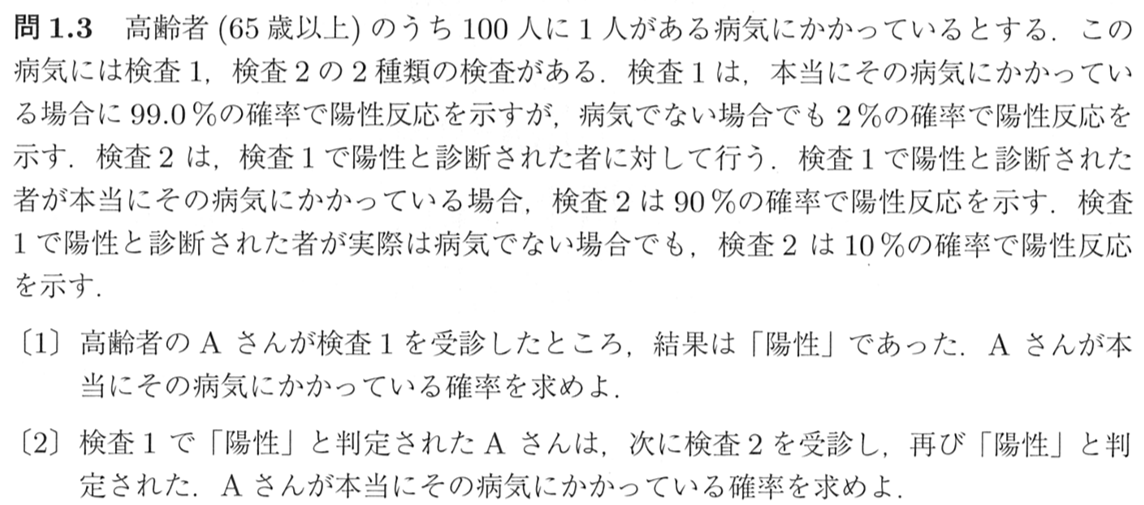 問 1.3　高齢者 (65 歳以上) のうち 100 人に 1 人がある病気にかかっているとする．この
病気には検査 1，検査 2 の 2 種類の検査がある．検査 1 は，本当にその病気にかかってい
る場合に 99.0 %の確率で陽性反応を示すが，病気でない場合でも 2 %の確率で陽性反応を
示す．検査 2 は，検査 1 で陽性と診断された者に対して行う．検査 1 で陽性と診断された
者が本当にその病気にかかっている場合，検査 2 は 90 %の確率で陽性反応を示す．検査
1 で陽性と診断された者が実際は病気でない場合でも，検査 2 は 10 %の確率で陽性反応
を示す．
〔1〕 高齢者の A さんが検査 1 を受診したところ，結果は「陽性」であった．A さんが本
当にその病気にかかっている確率を求めよ．
〔2〕 検査 1 で「陽性」と判定された A さんは，次に検査 2 を受診し，再び「陽性」と判
定された．A さんが本当にその病気にかかっている確率を求めよ．